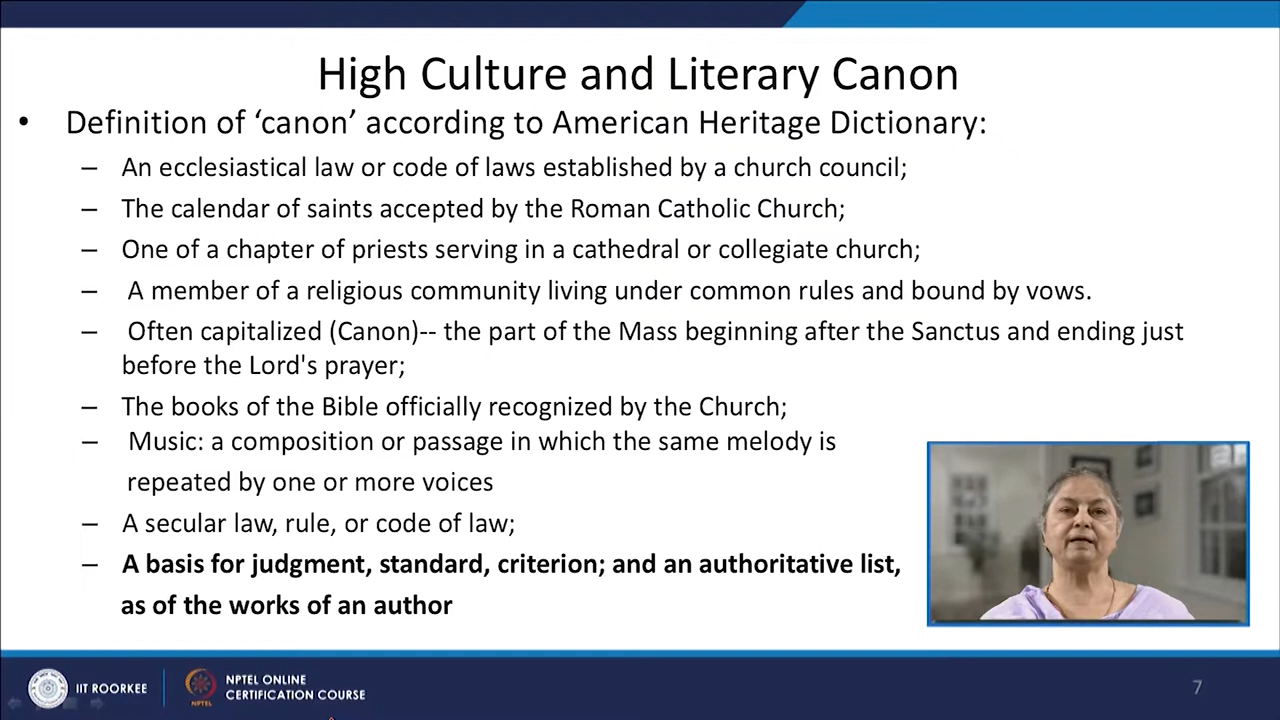 High Culture and Literary Canon
• Definition of ‘canon’ according to American Heritage Dictionary:
– An ecclesiastical law or code of laws established by a church council;
– The calendar of saints accepted by the Roman Catholic Church;
– One of a chapter of priests serving in a cathedral or collegiate church;
– A member of a religious community living under common rules and bound by vows.
– Often capitalized (Canon)-- the part of the Mass beginning after the Sanctus and ending just
before the Lord's prayer;
– The books of the Bible officially recognized by the Church;
– Music: a composition or passage in which the same melody is
repeated by one or more voices
– A secular law, rule, or code of law;
– A basis for judgment, standard, criterion; and an authoritative list,
as of the works of an author
IIT ROORKEE
NPTEL
NPTEL ONLINE
CERTIFICATION COURSE
7